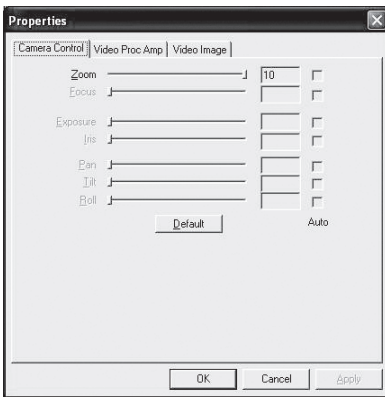 Properties
Camera Control Video Proc Amp Video Image
Zoom 10
Focus
Exposure
Iris
Pan
Tilt
Roll
Default Auto
OK Cancel Apply